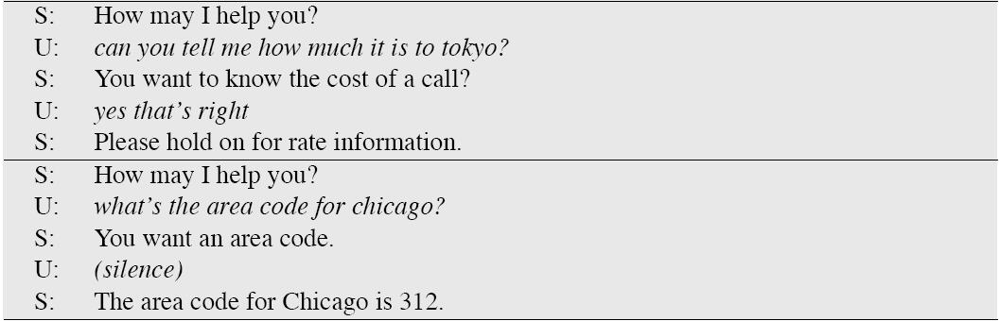 S: How may I help you?
U: can you tell me how much it is to tokyo?
S: You want to know the cost of a call?
U: yes that's right
S: Please hold on for rate information.
S: How may I help you?
U: what's the area code for chicago?
S: You want an area code.
U: (silence)
S: The area code for Chicago is 312.